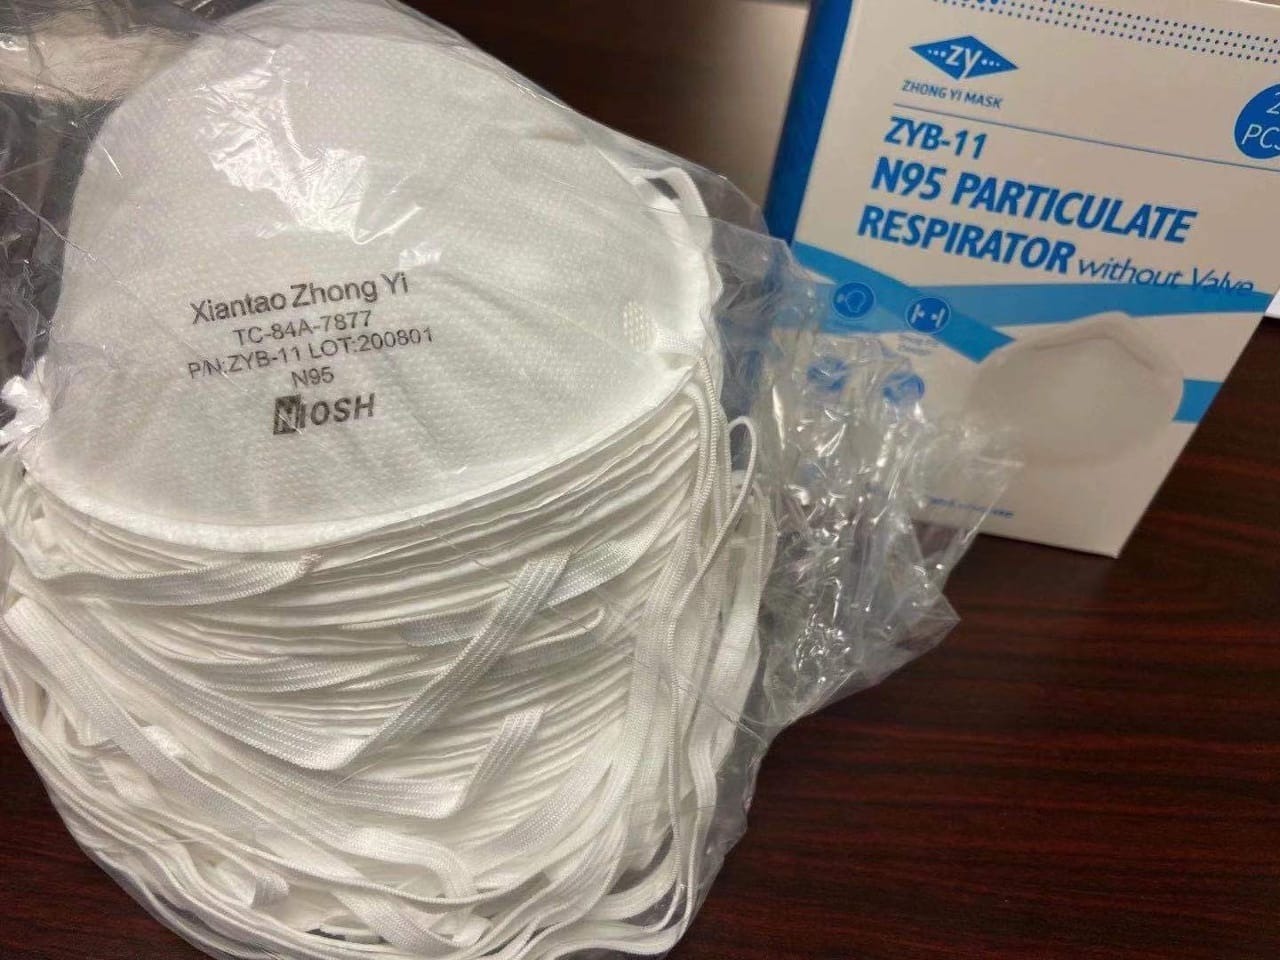 Xiantao Zhong Yi
TC-84A-7877
P/N:ZYB-11 LOT:200801
N95
NIOSH
ZY
ZHONG YI MASK
ZYB-11
N95 PARTICULATE
RESPIRATOR without Valve
PCS